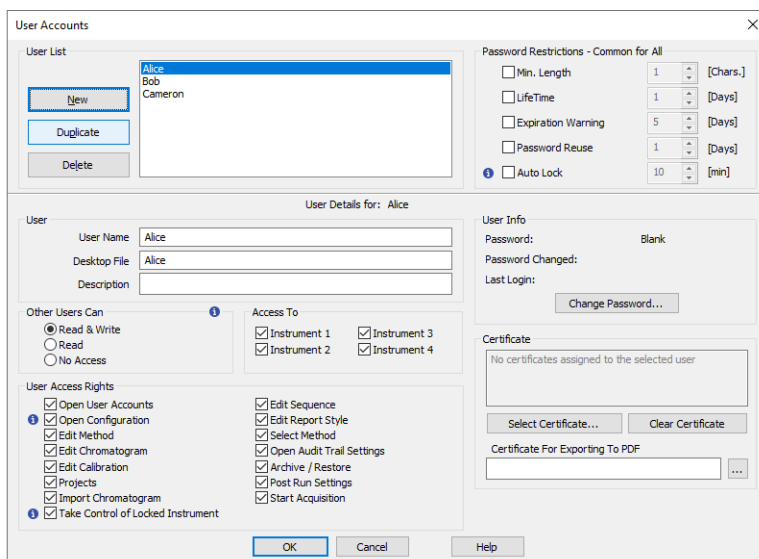 User Accounts
User List
Alice
Bob
Cameron
New
Duplicate
Delete
Password Restrictions - Common for All
Min. Length 1 [Chars.]
LifeTime 1 [Days]
Expiration Warning 5 [Days]
Password Reuse 1 [Days]
Auto Lock 10 [min]
User Details for: Alice
User
User Name Alice
Desktop File Alice
Description
User Info
Password: Blank
Password Changed:
Last Login:
Change Password...
Other Users Can
Read & Write
Read
No Access
Access To
Instrument 1 Instrument 3
Instrument 2 Instrument 4
Certificate
No certificates assigned to the selected user
Select Certificate... Clear Certificate
Certificate For Exporting To PDF
...
User Access Rights
Open User Accounts Edit Sequence
Open Configuration Edit Report Style
Edit Method Select Method
Edit Chromatogram Open Audit Trail Settings
Edit Calibration Archive / Restore
Projects Post Run Settings
Import Chromatogram Start Acquisition
Take Control of Locked Instrument
OK Cancel Help